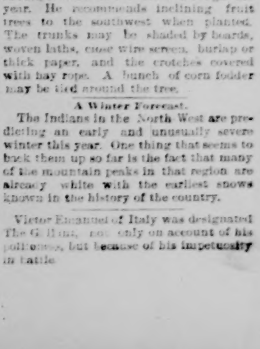 year. He recommends inclining fruit
trees to the southwest when planted.
The trunks may be shaded by boards,
woven laths, close wire screen, burlap or
thick paper, and the crotches covered
with hay rope. A bunch of corn fodder
may be tied around the tree.
A Winter Forecast.
The Indians in the North West are pre-
dicting an early and unusually severe
winter this year. One thing that seems to
back them up so far is the fact that many
of the mountain peaks in that region are
already white with the earliest snows
known in the history of the country.
Victor Emanuel of Italy was designated
The Gallant, not only on account of his
politeness, but because of his impetuosity
in battle